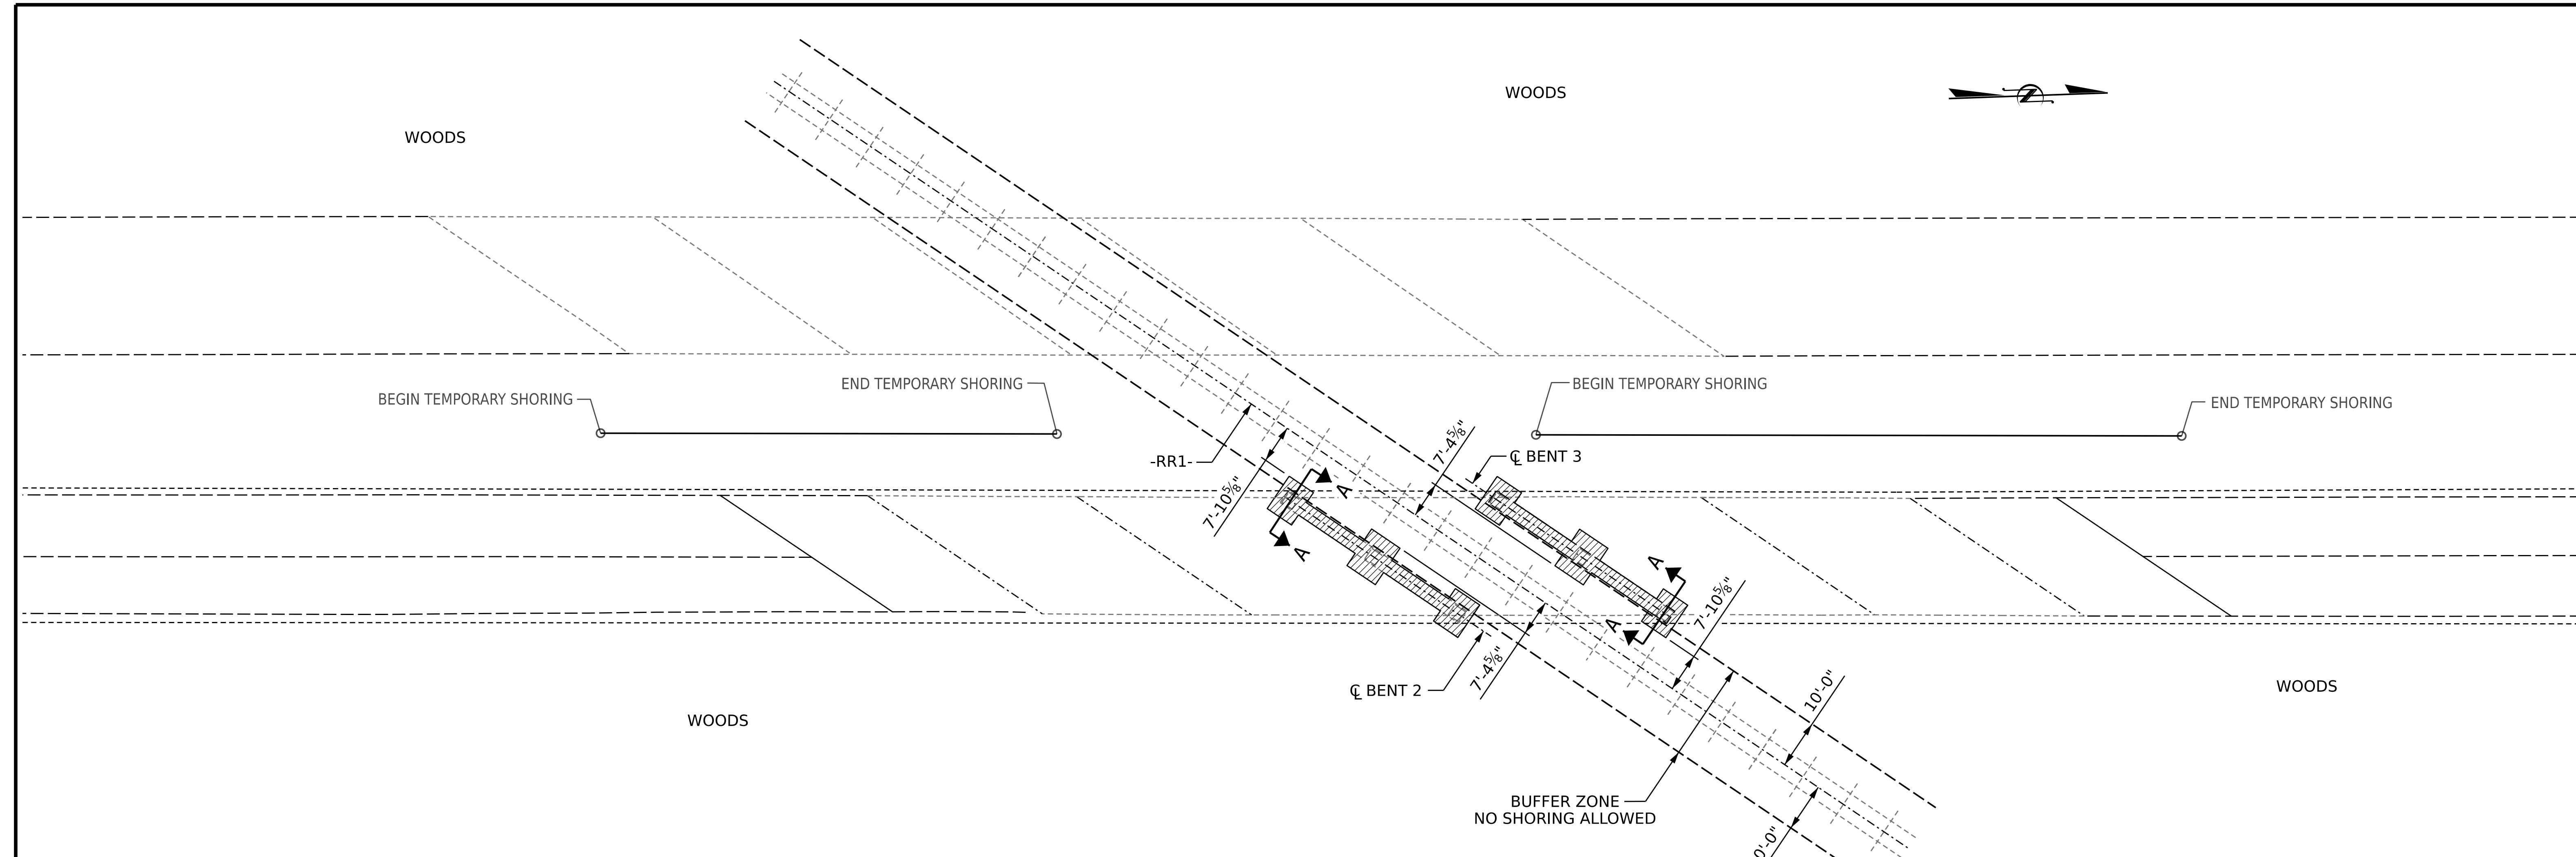 WOODS
WOODS
N
END TEMPORARY SHORING
BEGIN TEMPORARY SHORING
BEGIN TEMPORARY SHORING
END TEMPORARY SHORING
-RR1-
7'-4⅝"
℄ BENT 3
7'-10⅝"
A
A
A
A
7'-10⅝"
7'-4⅝"
℄ BENT 2
WOODS
WOODS
10'-0"
BUFFER ZONE
NO SHORING ALLOWED
0'-0"